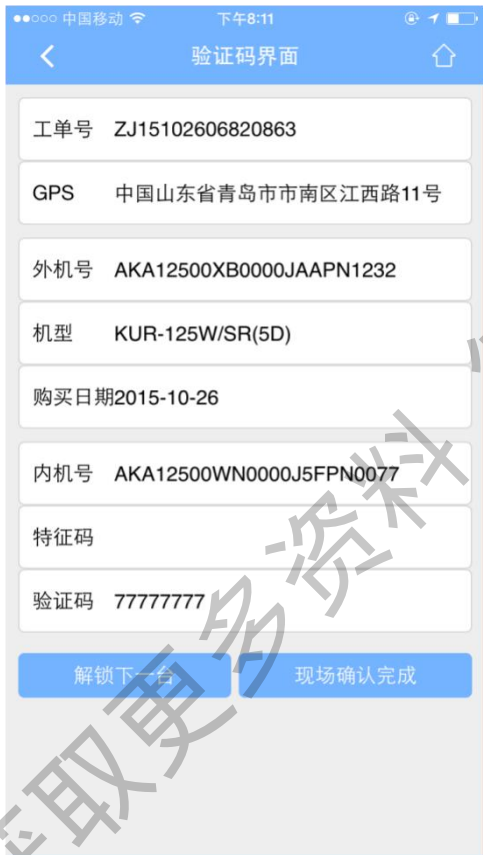 中国移动 下午8:11
验证码界面
工单号 ZJ15102606820863
GPS 中国山东省青岛市市南区江西路11号
外机号 AKA12500XB0000JAAPN1232
机型 KUR-125W/SR(5D)
购买日期2015-10-26
内机号 AKA12500WN0000J5FPN0077
特征码
验证码 77777777
解锁下一台 现场确认完成
获取更多资料